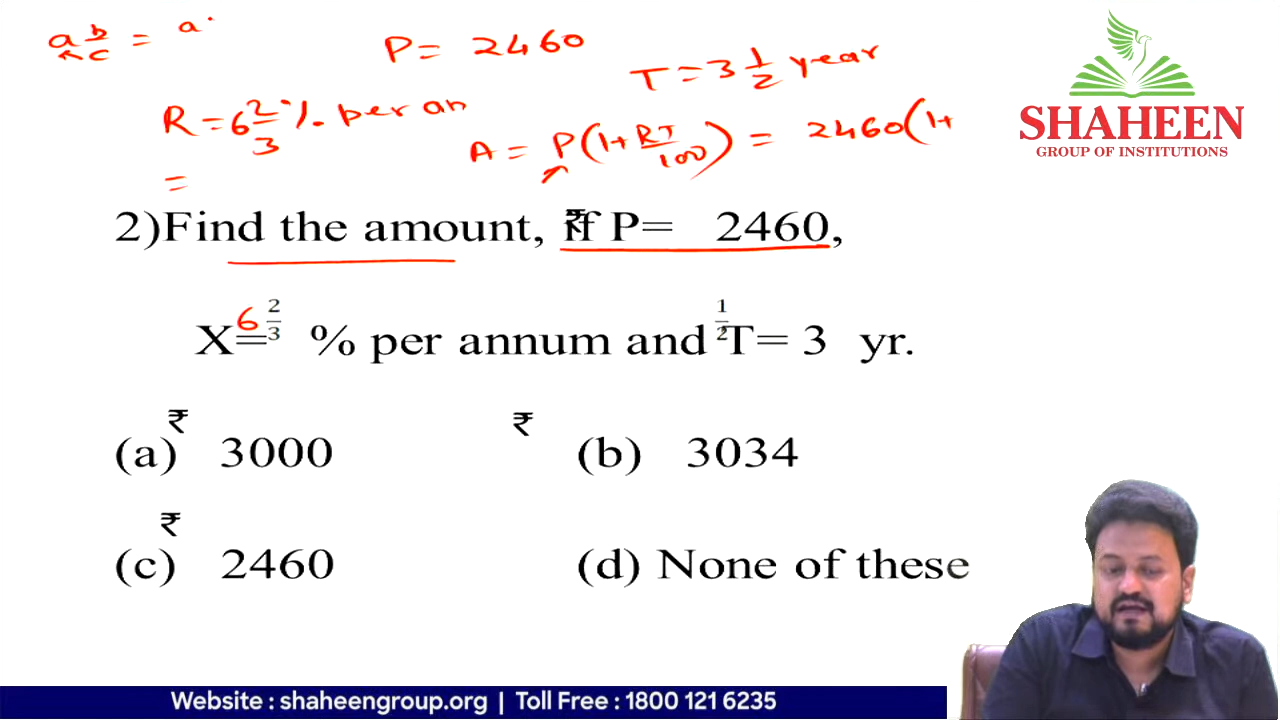 a b/c = a·
P = 2460
T = 3 1/2 year
R = 6 2/3 % per an
A = P(1+ RT/100) = 2460(1+
=
SHAHEEN
GROUP OF INSTITUTIONS
2)Find the amount, ₹if P= 2460,
X= 6 2/3 % per annum and 1/2 T= 3 yr.
(a) ₹ 3000 ₹ (b) 3034
(c) ₹ 2460 (d) None of these
Website : shaheengroup.org | Toll Free : 1800 121 6235